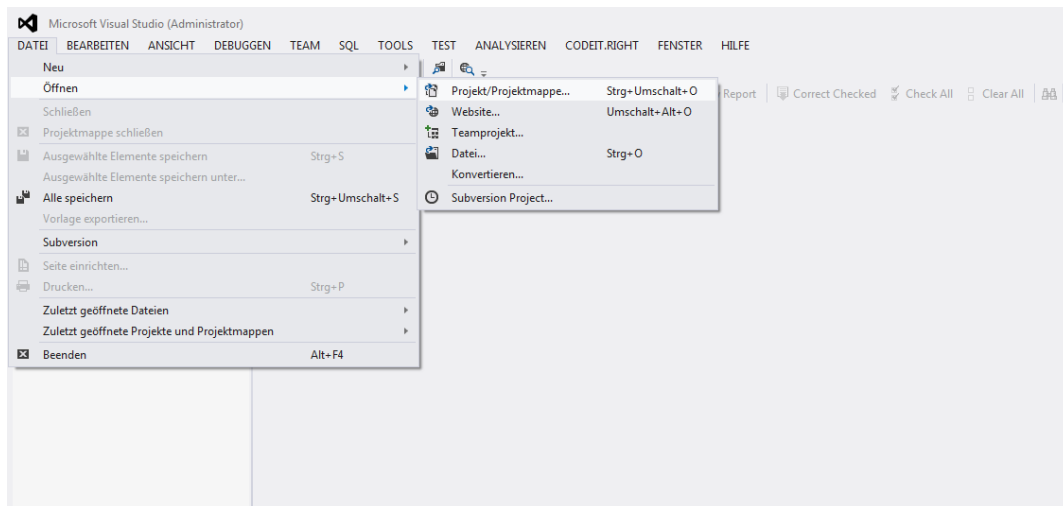 Microsoft Visual Studio (Administrator)
DATEI BEARBEITEN ANSICHT DEBUGGEN TEAM SQL TOOLS TEST ANALYSIEREN CODEIT.RIGHT FENSTER HILFE
Neu
Öffnen
Schließen
Projektmappe schließen
Ausgewählte Elemente speichern Strg+S
Ausgewählte Elemente speichern unter...
Alle speichern Strg+Umschalt+S
Vorlage exportieren...
Subversion
Seite einrichten...
Drucken... Strg+P
Zuletzt geöffnete Dateien
Zuletzt geöffnete Projekte und Projektmappen
Beenden Alt+F4
Projekt/Projektmappe... Strg+Umschalt+O
Website... Umschalt+Alt+O
Teamprojekt...
Datei... Strg+O
Konvertieren...
Subversion Project...
Report Correct Checked Check All Clear All